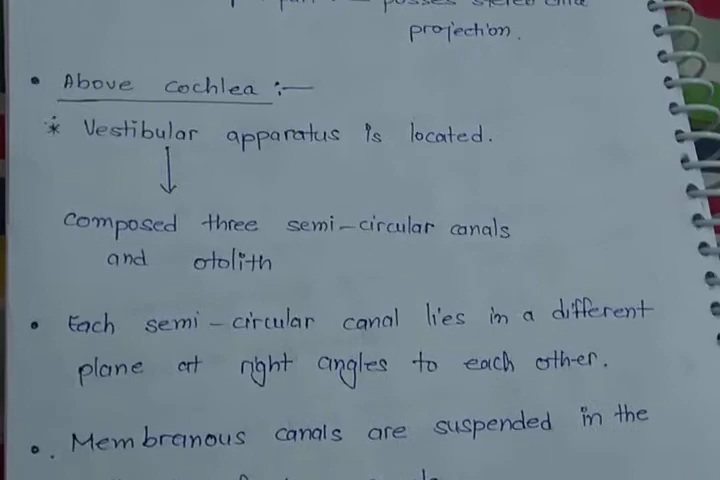 projection.
• Above cochlea :—
* Vestibular apparatus is located.
↓
Composed three semi-circular canals
and otolith
• Each semi-circular canal lies in a different
plane at right angles to each other.
• Membranous canals are suspended in the